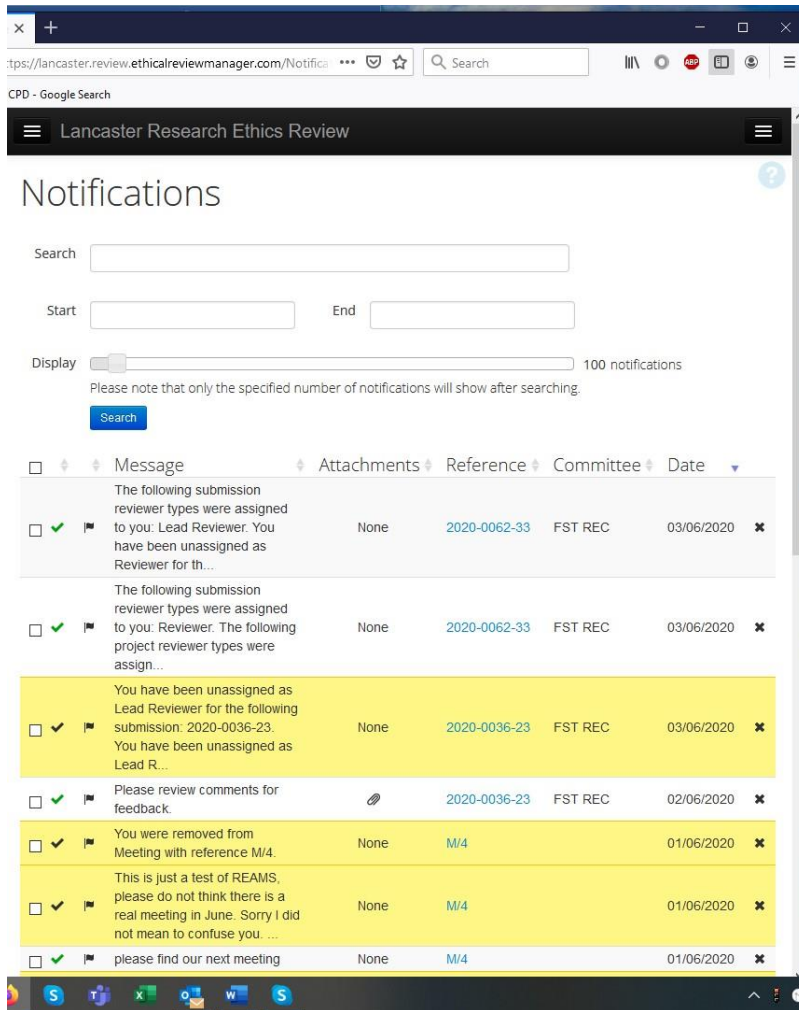 ttps://lancaster.review.ethicalreviewmanager.com/Notifica
Search
ABP
CPD - Google Search
Lancaster Research Ethics Review
Notifications
?
Search
Start
End
Display
100 notifications
Please note that only the specified number of notifications will show after searching.
Search
Message Attachments Reference Committee Date
The following submission
reviewer types were assigned
to you: Lead Reviewer. You
have been unassigned as
Reviewer for th...
None 2020-0062-33 FST REC 03/06/2020
The following submission
reviewer types were assigned
to you: Reviewer. The following
project reviewer types were
assign...
None 2020-0062-33 FST REC 03/06/2020
You have been unassigned as
Lead Reviewer for the following
submission: 2020-0036-23.
You have been unassigned as
Lead R...
None 2020-0036-23 FST REC 03/06/2020
Please review comments for
feedback.
2020-0036-23 FST REC 02/06/2020
You were removed from
Meeting with reference M/4.
None M/4 01/06/2020
This is just a test of REAMS,
please do not think there is a
real meeting in June. Sorry I did
not mean to confuse you. ...
None M/4 01/06/2020
please find our next meeting
None M/4 01/06/2020